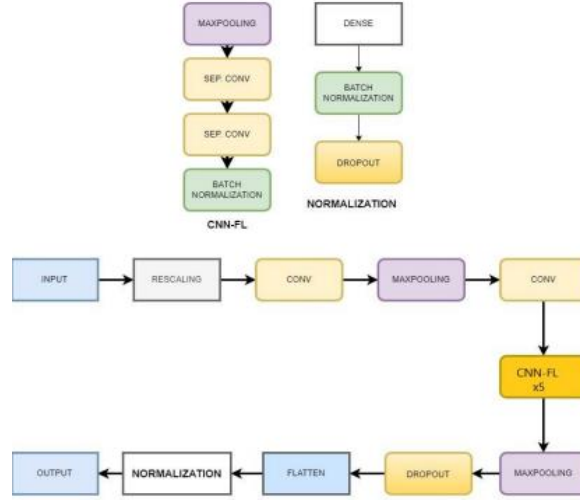 MAXPOOLING
SEP. CONV
SEP. CONV
BATCH
NORMALIZATION
CNN-FL
DENSE
BATCH
NORMALIZATION
DROPOUT
NORMALIZATION
INPUT
RESCALING
CONV
MAXPOOLING
CONV
CNN-FL
x5
MAXPOOLING
DROPOUT
FLATTEN
NORMALIZATION
OUTPUT